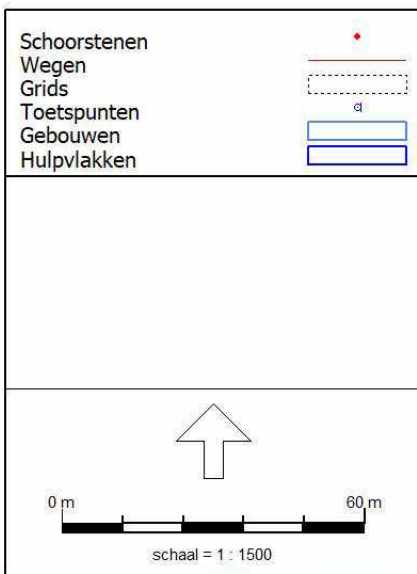 Schoorstenen
Wegen
Grids
Toetspunten
Gebouwen
Hulpvlakken
0 m 60 m
schaal = 1 : 1500